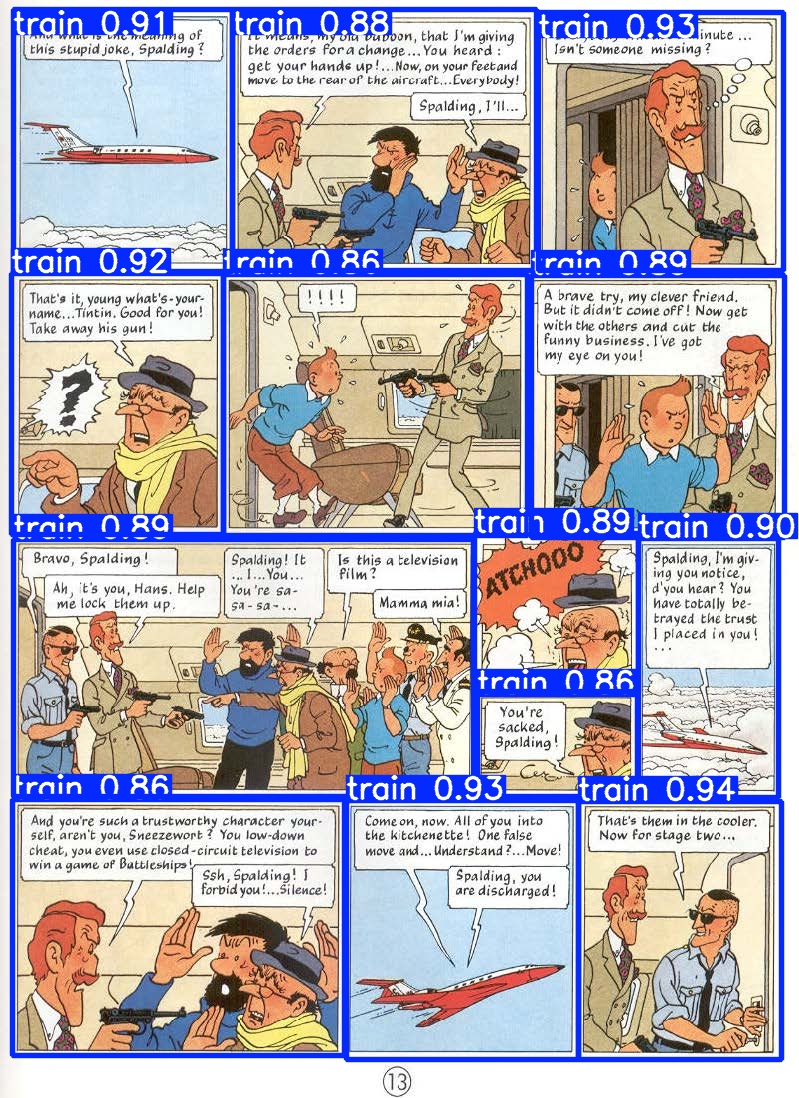 train 0.91
And what is the meaning of
this stupid joke, Spalding?
train 0.88
It means, my old baboon, that I'm giving
the orders for a change... You heard:
get your hands up!...Now, on your feet and
move to the rear of the aircraft...Everybody!
Spalding, I'll...
train 0.93
minute ...
Isn't someone missing?
train 0.92
That's it, young what's-your-
name...Tintin. Good for you!
Take away his gun!
?
train 0.86
!!!!
train 0.89
A brave try, my clever friend.
But it didn't come off! Now get
with the others and cut the
funny business. I've got
my eye on you!
train 0.89
Bravo, Spalding!
Ah, it's you, Hans. Help
me lock them up.
Spalding! It
...I...You...
You're sa-
sa-sa-...
Is this a television
film?
Mamma mia!
train 0.89
ATCHOOO
train 0.86
You're
sacked,
Spalding!
train 0.90
Spalding, I'm giv-
ing you notice,
d'you hear? You
have totally be-
trayed the trust
I placed in you!
...
train 0.86
And you're such a trustworthy character your-
self, aren't you, Sneezewort? You low-down
cheat, you even use closed-circuit television to
win a game of Battleships!
Ssh, Spalding! I
forbid you!...Silence!
train 0.93
Come on, now. All of you into
the kitchenette! One false
move and...Understand?...Move!
Spalding, you
are discharged!
train 0.94
That's them in the cooler.
Now for stage two...
13